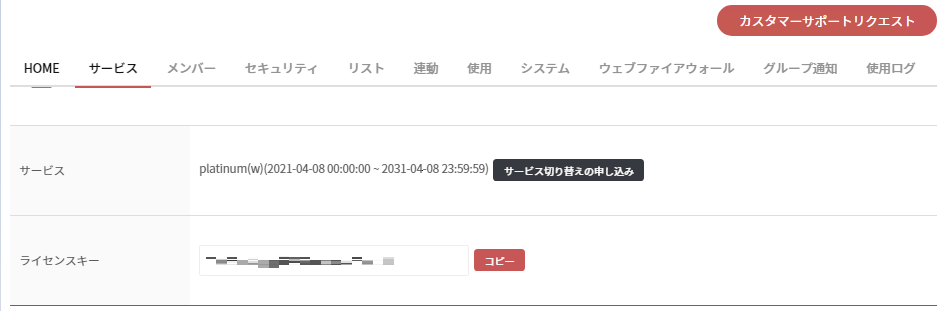 カスタマーサポートリクエスト
HOME サービス メンバー セキュリティ リスト 連動 使用 システム ウェブファイアウォール グループ通知 使用ログ
サービス platinum(w)(2021-04-08 00:00:00 ~ 2031-04-08 23:59:59) サービス切り替えの申し込み
ライセンスキー コピー